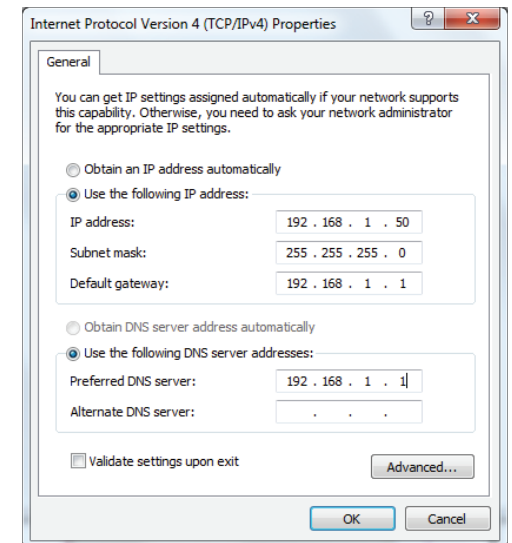 Internet Protocol Version 4 (TCP/IPv4) Properties
General
You can get IP settings assigned automatically if your network supports
this capability. Otherwise, you need to ask your network administrator
for the appropriate IP settings.
Obtain an IP address automatically
Use the following IP address:
IP address: 192 . 168 . 1 . 50
Subnet mask: 255 . 255 . 255 . 0
Default gateway: 192 . 168 . 1 . 1
Obtain DNS server address automatically
Use the following DNS server addresses:
Preferred DNS server: 192 . 168 . 1 . 1
Alternate DNS server: . . .
Validate settings upon exit
Advanced...
OK Cancel